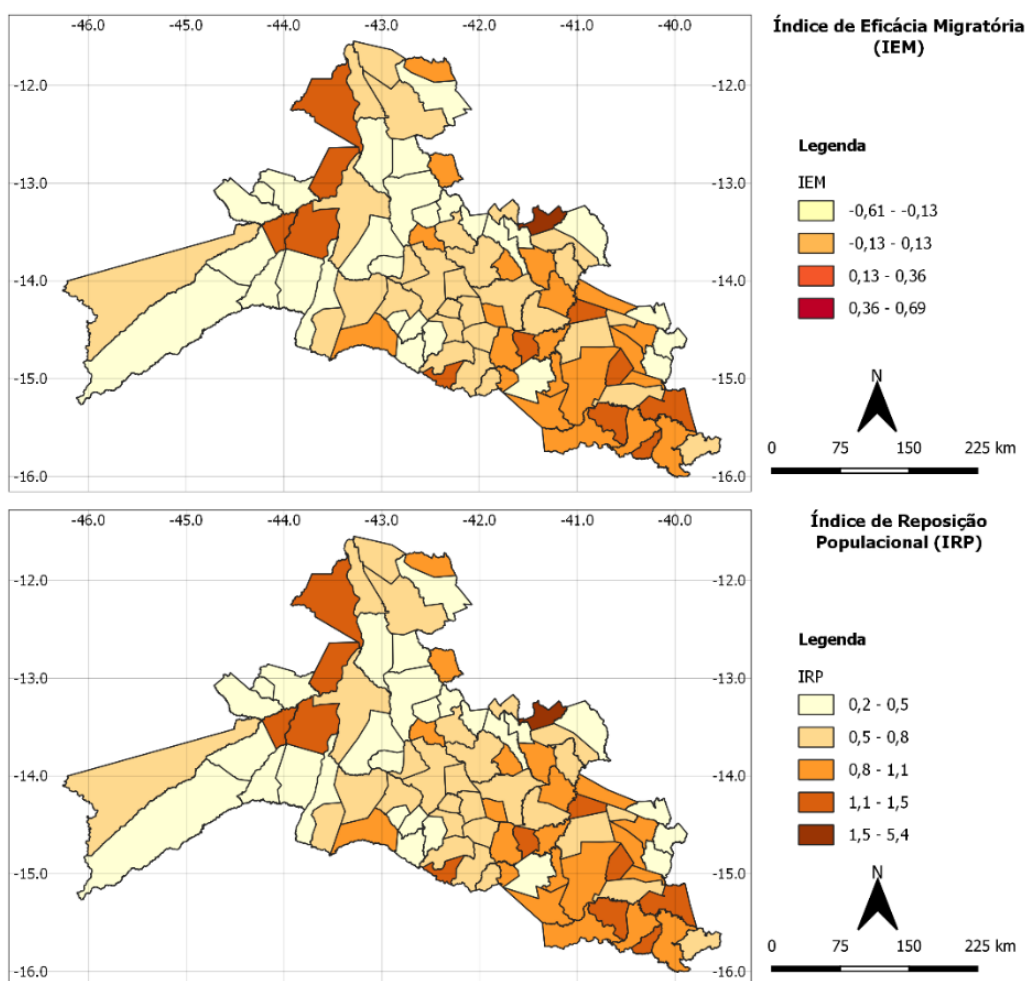 -46.0 -45.0 -44.0 -43.0 -42.0 -41.0 -40.0
Índice de Eficácia Migratória
(IEM)
-12.0 -12.0
Legenda
-13.0 -13.0
IEM
-0,61 - -0,13
-0,13 - 0,13
0,13 - 0,36
0,36 - 0,69
-14.0 -14.0
-15.0 -15.0
N
0 75 150 225 km
-16.0 -16.0
-46.0 -45.0 -44.0 -43.0 -42.0 -41.0 -40.0
Índice de Reposição
Populacional (IRP)
-12.0 -12.0
Legenda
-13.0 -13.0
IRP
0,2 - 0,5
0,5 - 0,8
0,8 - 1,1
1,1 - 1,5
1,5 - 5,4
-14.0 -14.0
-15.0 -15.0
N
0 75 150 225 km
-16.0 -16.0